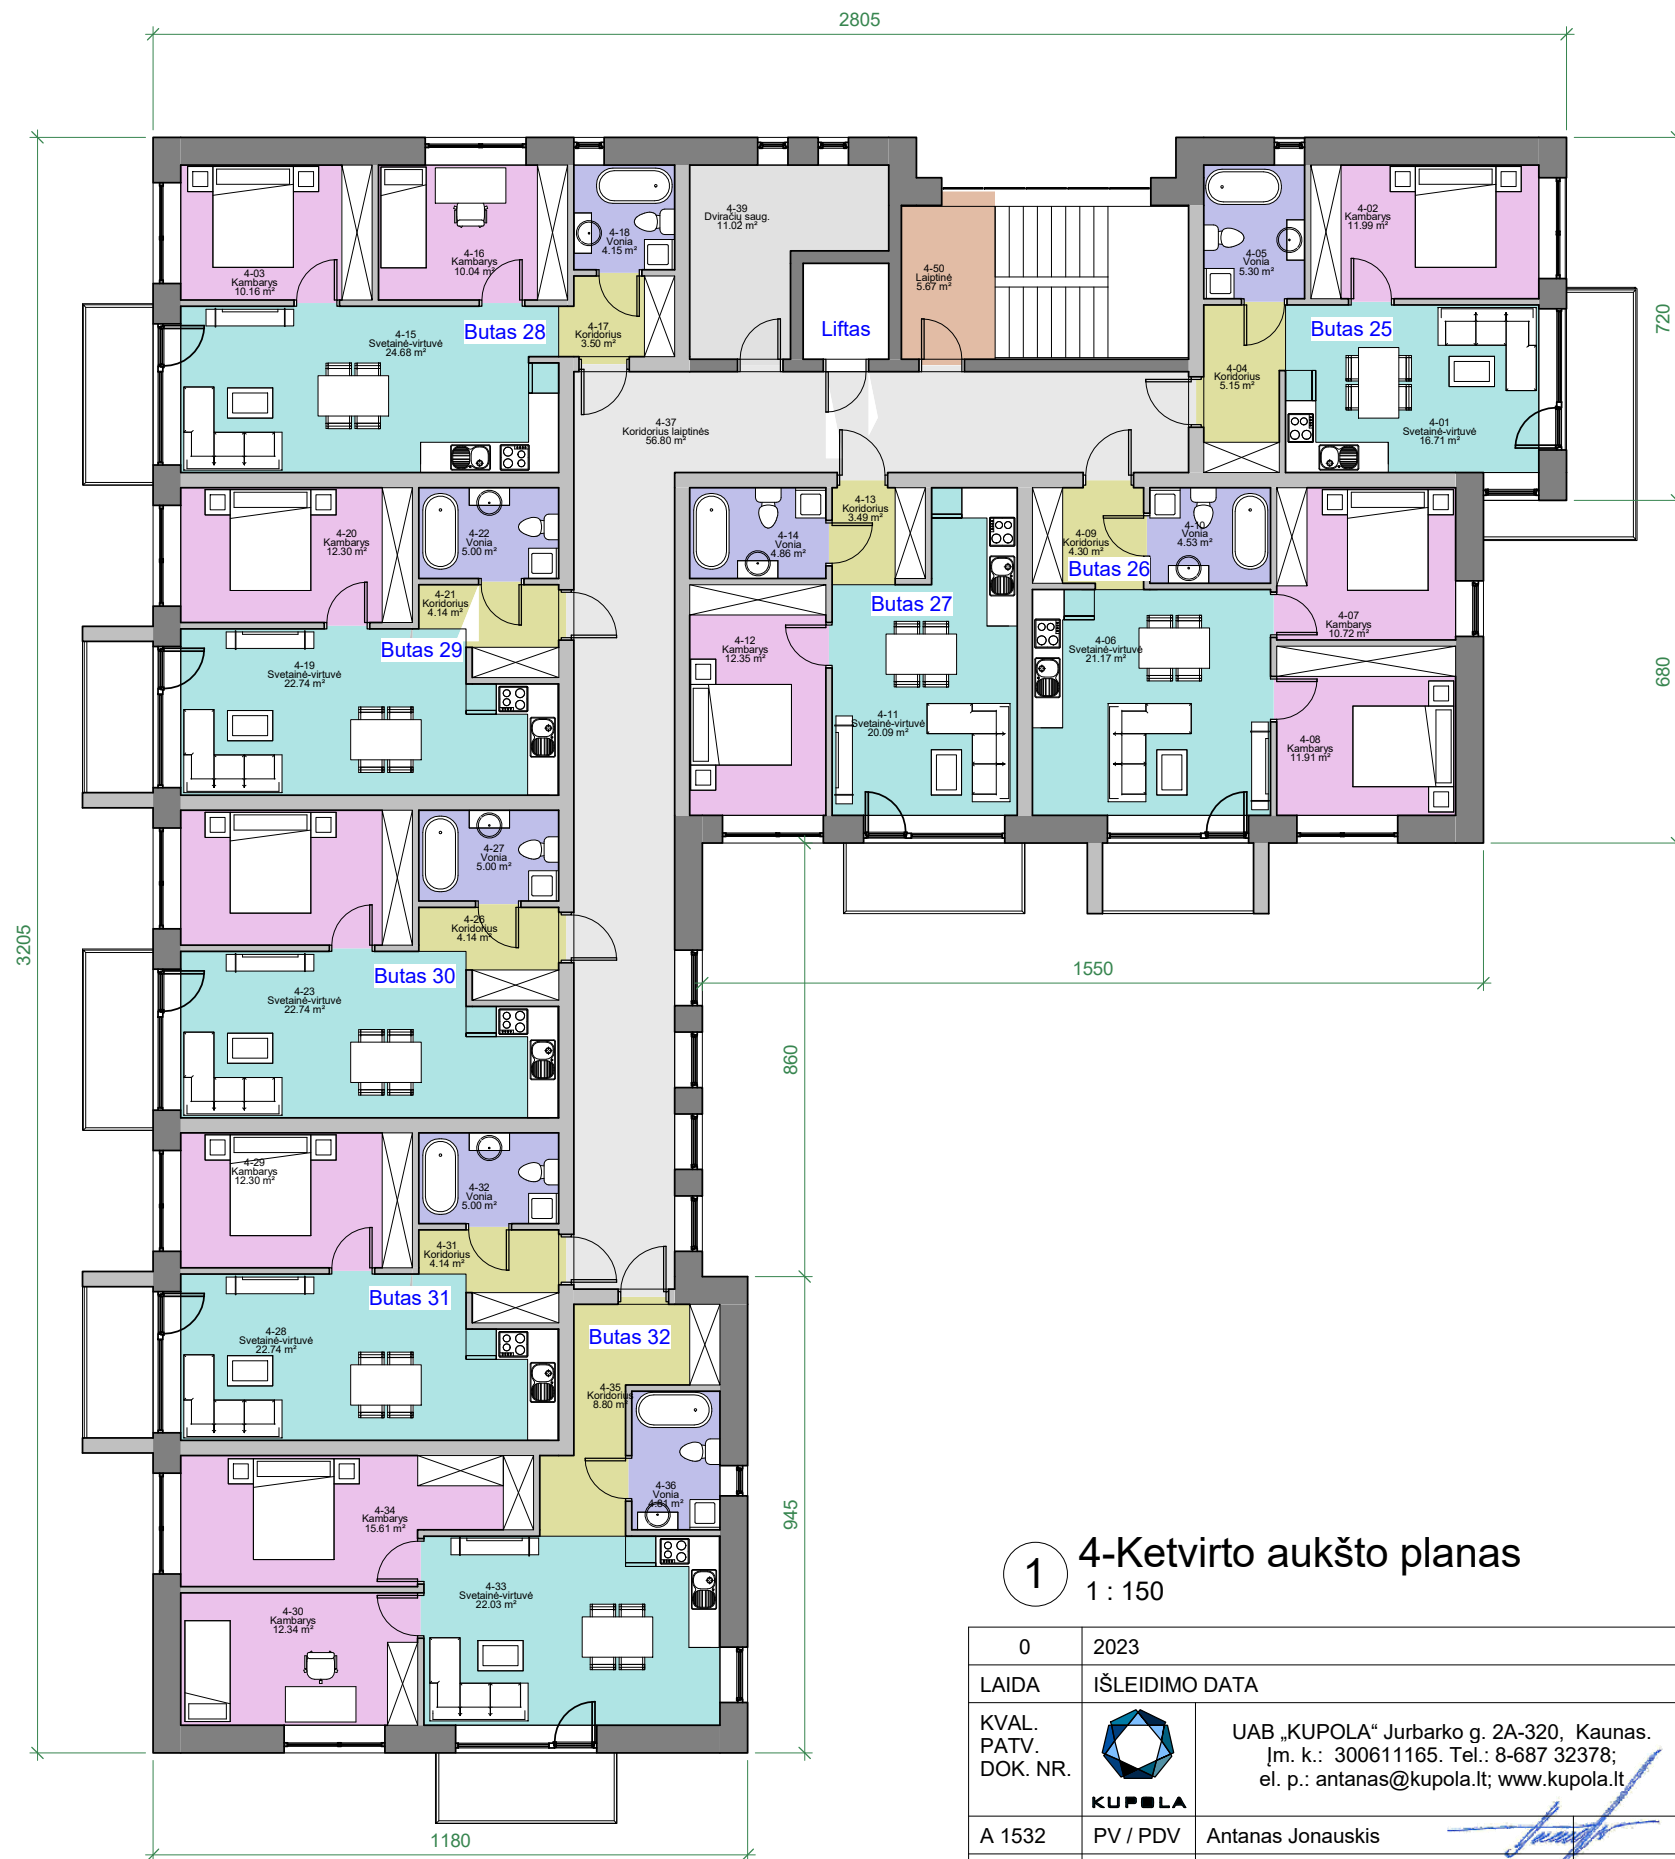 2805
3205
720
680
1550
860
945
1180
4-03
Kambarys
10.16 m²
4-16
Kambarys
10.04 m²
4-18
Vonia
4.15 m²
4-39
Dviračių saug.
11.02 m²
4-50
Laiptinė
5.67 m²
4-05
Vonia
5.30 m²
4-02
Kambarys
11.99 m²
4-15
Svetainė-virtuvė
24.68 m²
Butas 28
4-17
Koridorius
3.50 m²
Liftas
Butas 25
4-04
Koridorius
5.15 m²
4-01
Svetainė-virtuvė
16.71 m²
4-37
Koridorius laiptinės
56.80 m²
4-20
Kambarys
12.30 m²
4-22
Vonia
5.00 m²
4-14
Vonia
4.86 m²
4-13
Koridorius
3.49 m²
4-09
Koridorius
4.30 m²
4-10
Vonia
4.53 m²
Butas 26
4-21
Koridorius
4.14 m²
Butas 27
4-07
Kambarys
10.72 m²
Butas 29
4-19
Svetainė-virtuvė
22.74 m²
4-12
Kambarys
12.35 m²
4-06
Svetainė-virtuvė
21.17 m²
4-11
Svetainė-virtuvė
20.09 m²
4-08
Kambarys
11.91 m²
4-27
Vonia
5.00 m²
4-26
Koridorius
4.14 m²
Butas 30
4-23
Svetainė-virtuvė
22.74 m²
4-29
Kambarys
12.30 m²
4-32
Vonia
5.00 m²
4-31
Koridorius
4.14 m²
Butas 31
4-28
Svetainė-virtuvė
22.74 m²
Butas 32
4-35
Koridorius
8.80 m²
4-36
Vonia
4.81 m²
4-34
Kambarys
15.61 m²
4-33
Svetainė-virtuvė
22.03 m²
4-30
Kambarys
12.34 m²
1 4-Ketvirto aukšto planas
1 : 150
0 2023
LAIDA IŠLEIDIMO DATA
KVAL.
PATV.
DOK. NR.
KUPOLA
UAB „KUPOLA“ Jurbarko g. 2A-320, Kaunas.
Įm. k.: 300611165. Tel.: 8-687 32378;
el. p.: antanas@kupola.lt; www.kupola.lt
A 1532 PV / PDV Antanas Jonauskis